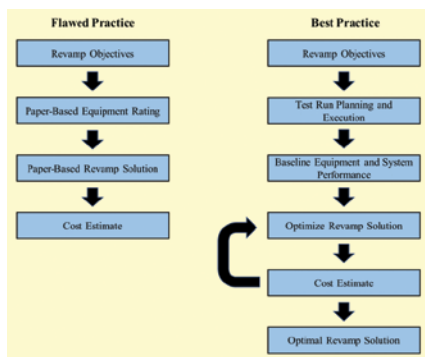 Flawed Practice
Revamp Objectives
Paper-Based Equipment Rating
Paper-Based Revamp Solution
Cost Estimate
Best Practice
Revamp Objectives
Test Run Planning and
Execution
Baseline Equipment and System
Performance
Optimize Revamp Solution
Cost Estimate
Optimal Revamp Solution